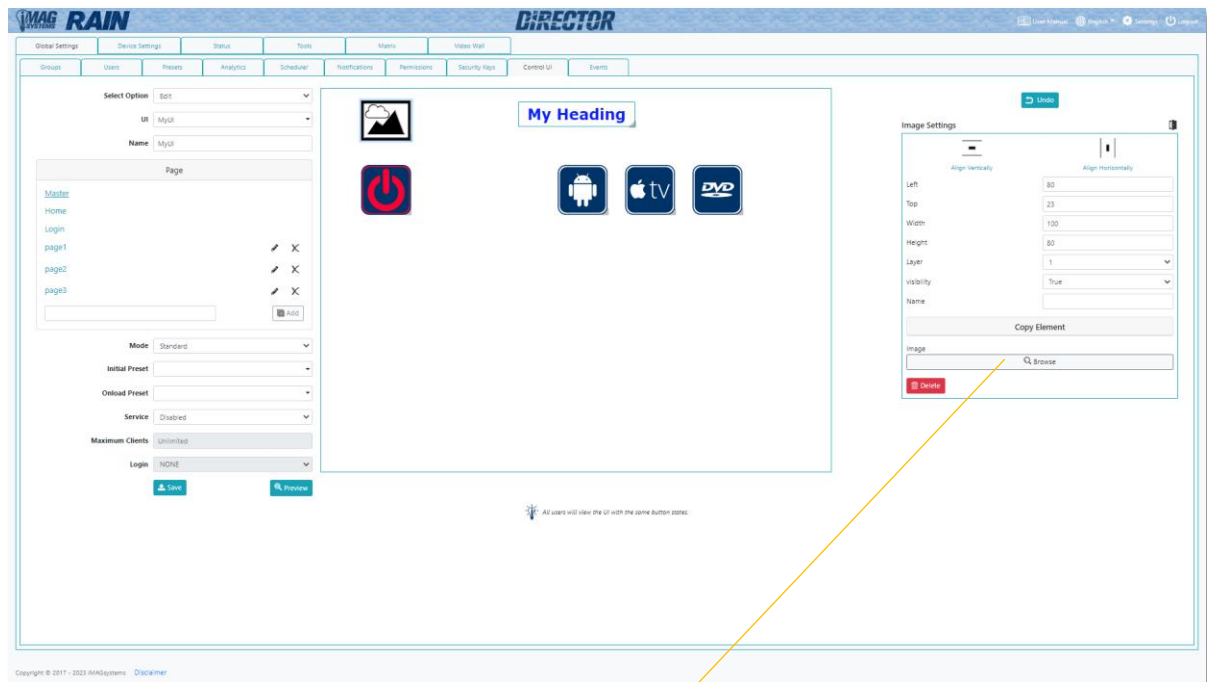 IMAG SYSTEMS RAIN
DiRECTOR
User Manual English Settings Logout
Global Settings Device Settings Status Tools Matrix Video Wall
Groups Users Presets Analytics Scheduler Notifications Permissions Security Keys Control UI Events
Select Option Edit
UI MyUI
Name MyUI
Page
Master
Home
Login
page1
page2
page3
Add
Mode Standard
Initial Preset
Onload Preset
Service Disabled
Maximum Clients Unlimited
Login NONE
Save Preview
My Heading
tv DVD
All users will view the UI with the same button states.
Undo
Image Settings
Align Vertically Align Horizontally
Left 80
Top 23
Width 100
Height 80
Layer 1
visibility True
Name
Copy Element
Image
Browse
Delete
Copyright © 2017 - 2023 iMAGsystems Disclaimer